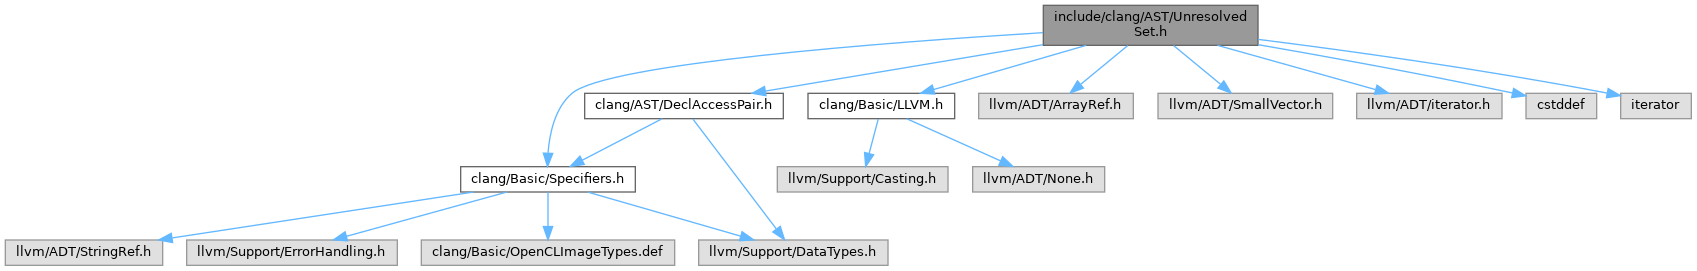 include/clang/AST/Unresolved
Set.h
clang/AST/DeclAccessPair.h
clang/Basic/LLVM.h
llvm/ADT/ArrayRef.h
llvm/ADT/SmallVector.h
llvm/ADT/iterator.h
cstddef
iterator
clang/Basic/Specifiers.h
llvm/Support/Casting.h
llvm/ADT/None.h
llvm/ADT/StringRef.h
llvm/Support/ErrorHandling.h
clang/Basic/OpenCLImageTypes.def
llvm/Support/DataTypes.h